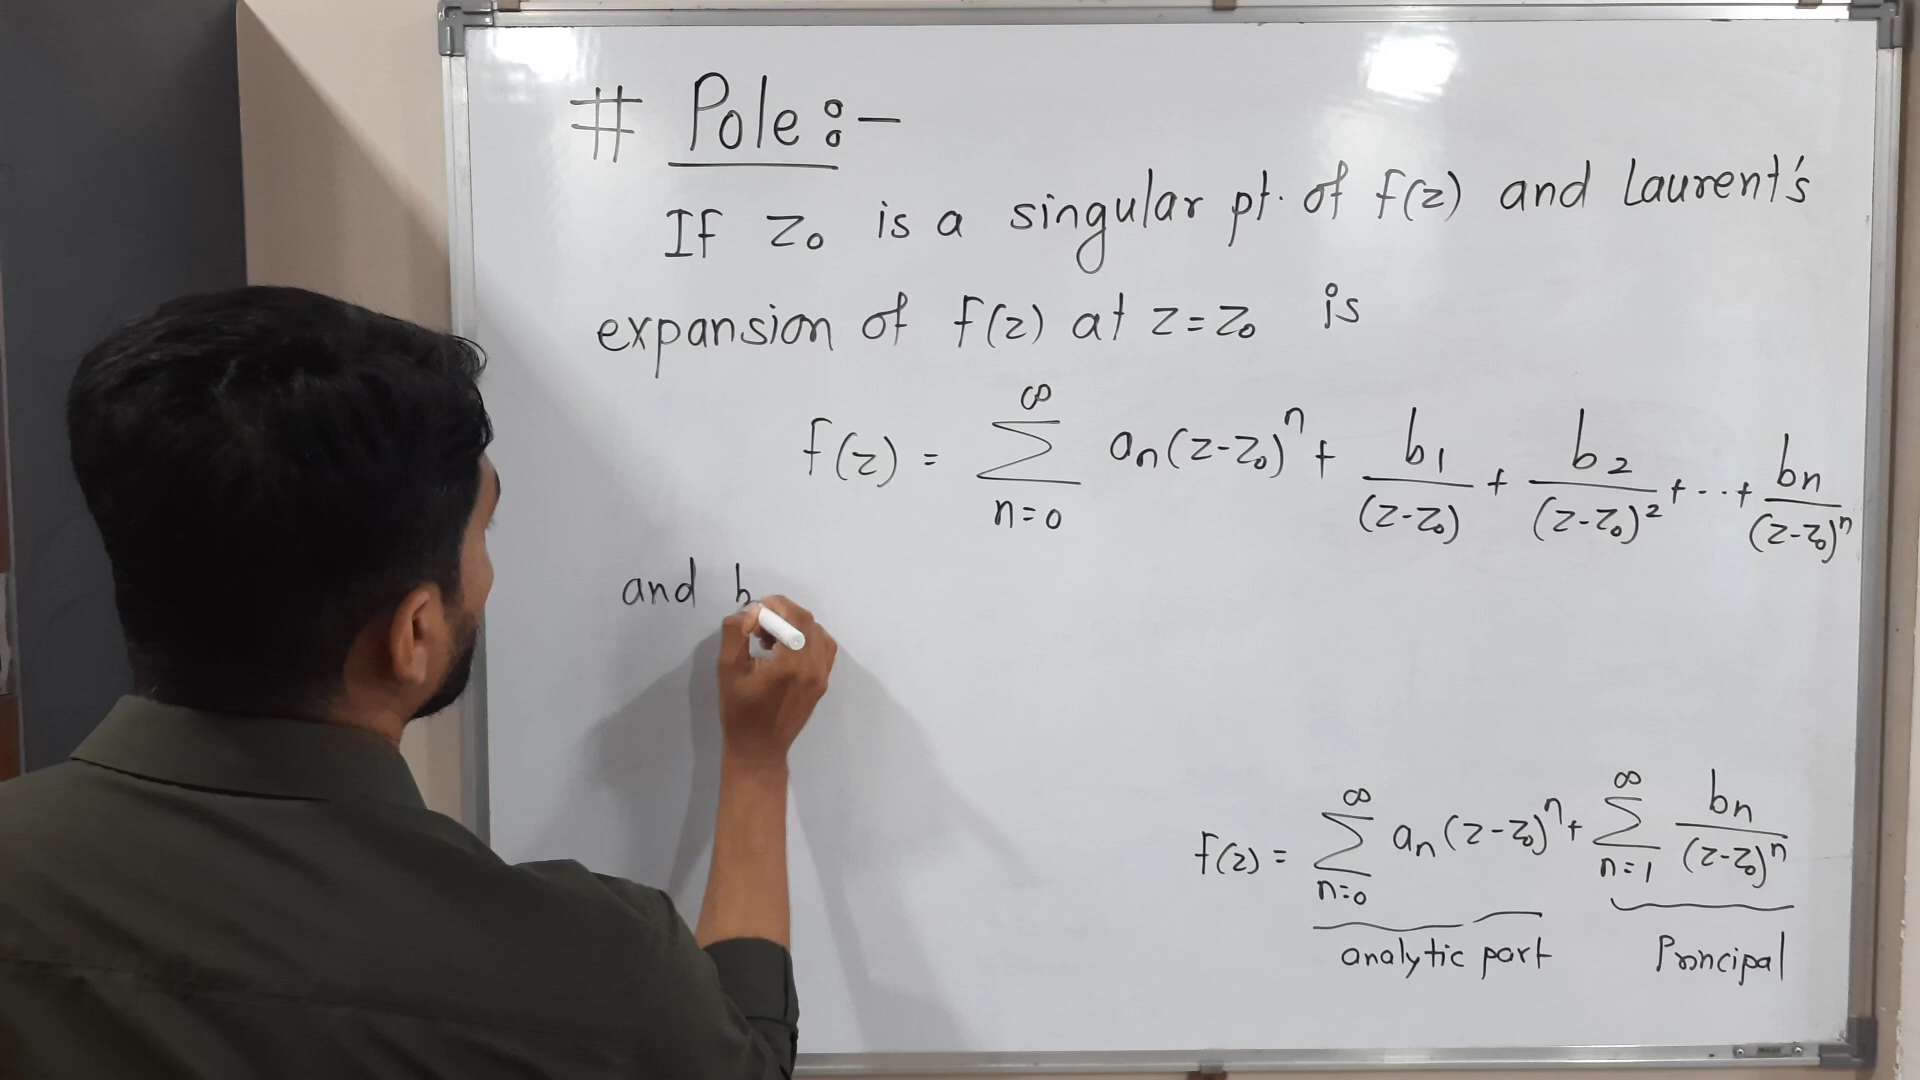 # Pole :-
If z₀ is a singular pt. of f(z) and Laurent's
expansion of f(z) at z=z₀ is
f(z) = ∑_{n=0}^{∞} aₙ(z-z₀)ⁿ + b₁/(z-z₀) + b₂/(z-z₀)² + ... + bₙ/(z-z₀)ⁿ
and b
f(z) = ∑_{n=0}^{∞} aₙ(z-z₀)ⁿ + ∑_{n=1}^{∞} bₙ/(z-z₀)ⁿ
analytic part Principal